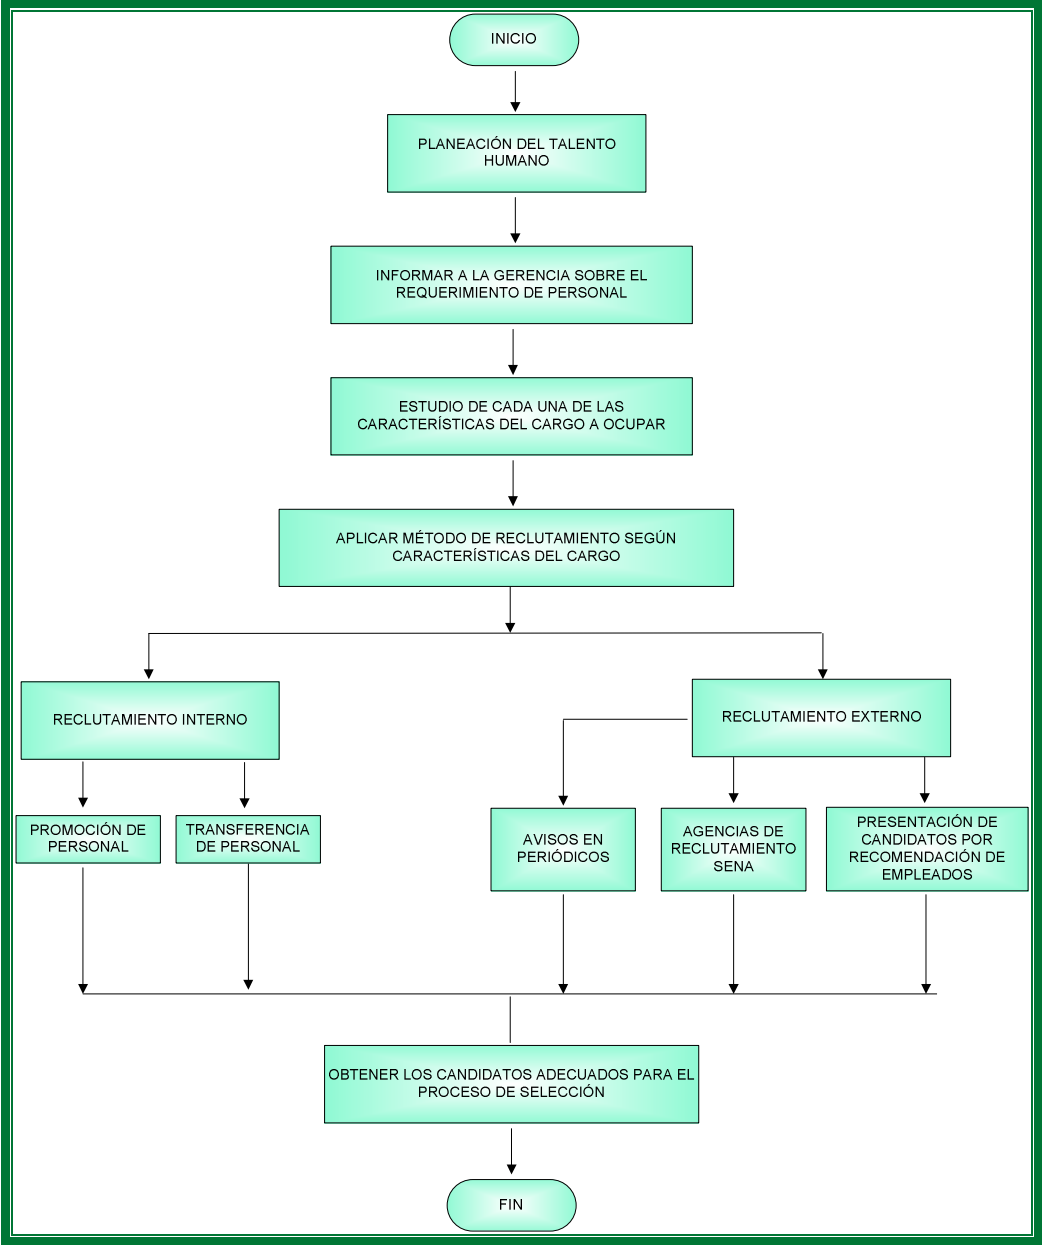 INICIO
PLANEACIÓN DEL TALENTO
HUMANO
INFORMAR A LA GERENCIA SOBRE EL
REQUERIMIENTO DE PERSONAL
ESTUDIO DE CADA UNA DE LAS
CARACTERÍSTICAS DEL CARGO A OCUPAR
APLICAR MÉTODO DE RECLUTAMIENTO SEGÚN
CARACTERÍSTICAS DEL CARGO
RECLUTAMIENTO INTERNO
RECLUTAMIENTO EXTERNO
PROMOCIÓN DE
PERSONAL
TRANSFERENCIA
DE PERSONAL
AVISOS EN
PERIÓDICOS
AGENCIAS DE
RECLUTAMIENTO
SENA
PRESENTACIÓN DE
CANDIDATOS POR
RECOMENDACIÓN DE
EMPLEADOS
OBTENER LOS CANDIDATOS ADECUADOS PARA EL
PROCESO DE SELECCIÓN
FIN